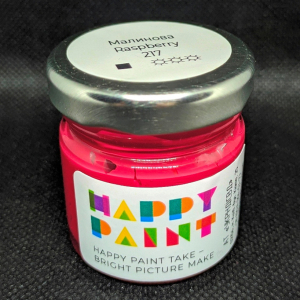 Малинова
Raspberry
217
HAPPY
PAINT
HAPPY PAINT TAKE –
BRIGHT PICTURE MAKE